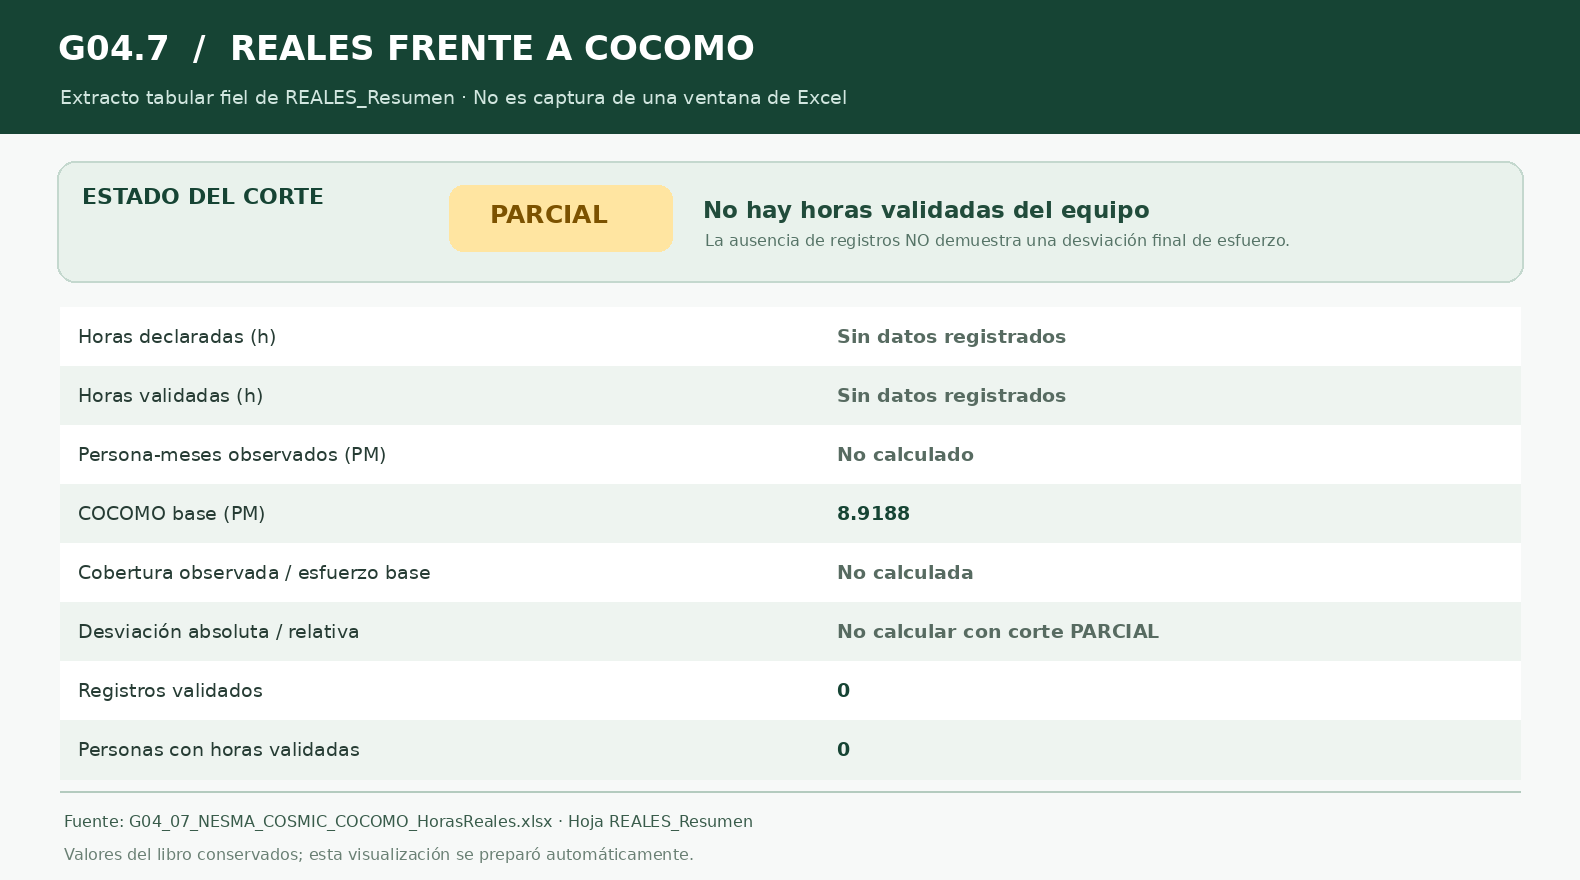 G04.7 / REALES FRENTE A COCOMO
Extracto tabular fiel de REALES_Resumen · No es captura de una ventana de Excel
ESTADO DEL CORTE
PARCIAL
No hay horas validadas del equipo
La ausencia de registros NO demuestra una desviación final de esfuerzo.
Horas declaradas (h) Sin datos registrados
Horas validadas (h) Sin datos registrados
Persona-meses observados (PM) No calculado
COCOMO base (PM) 8.9188
Cobertura observada / esfuerzo base No calculada
Desviación absoluta / relativa No calcular con corte PARCIAL
Registros validados 0
Personas con horas validadas 0
Fuente: G04_07_NESMA_COSMIC_COCOMO_HorasReales.xlsx · Hoja REALES_Resumen
Valores del libro conservados; esta visualización se preparó automáticamente.